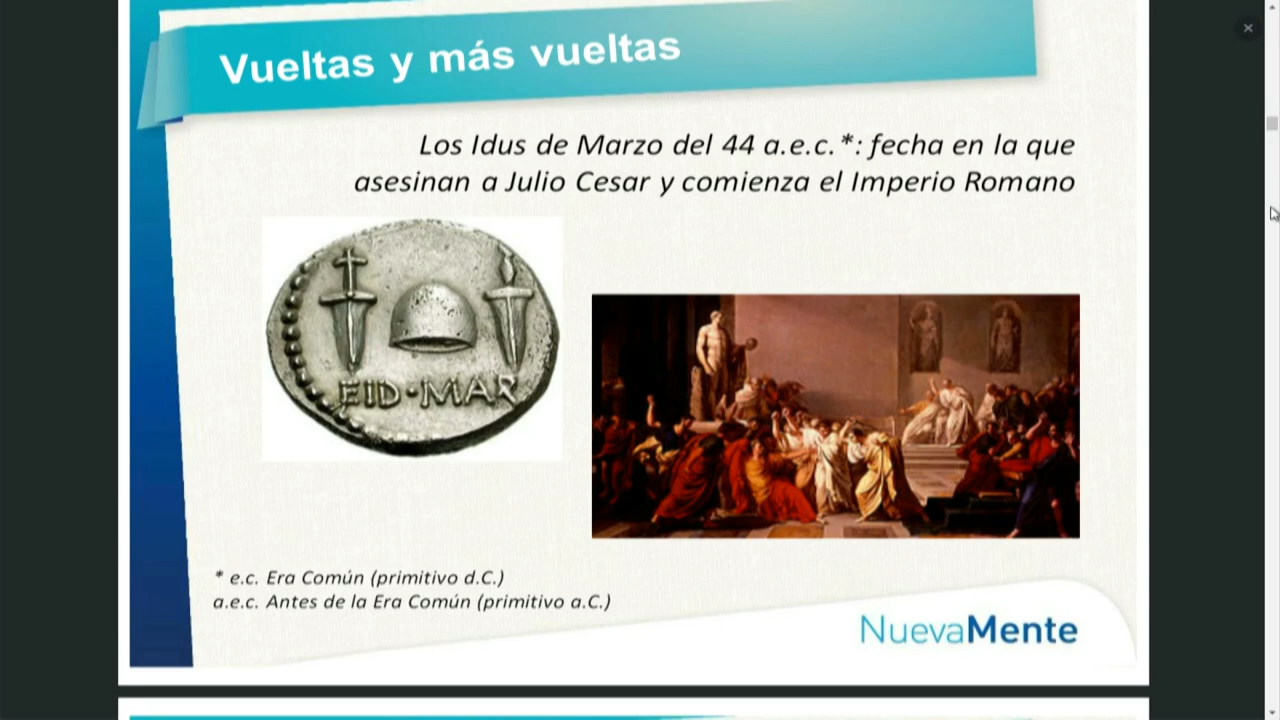 Vueltas y más vueltas
Los Idus de Marzo del 44 a.e.c.*: fecha en la que
asesinan a Julio Cesar y comienza el Imperio Romano
EID·MAR
* e.c. Era Común (primitivo d.C.)
a.e.c. Antes de la Era Común (primitivo a.C.)
NuevaMente